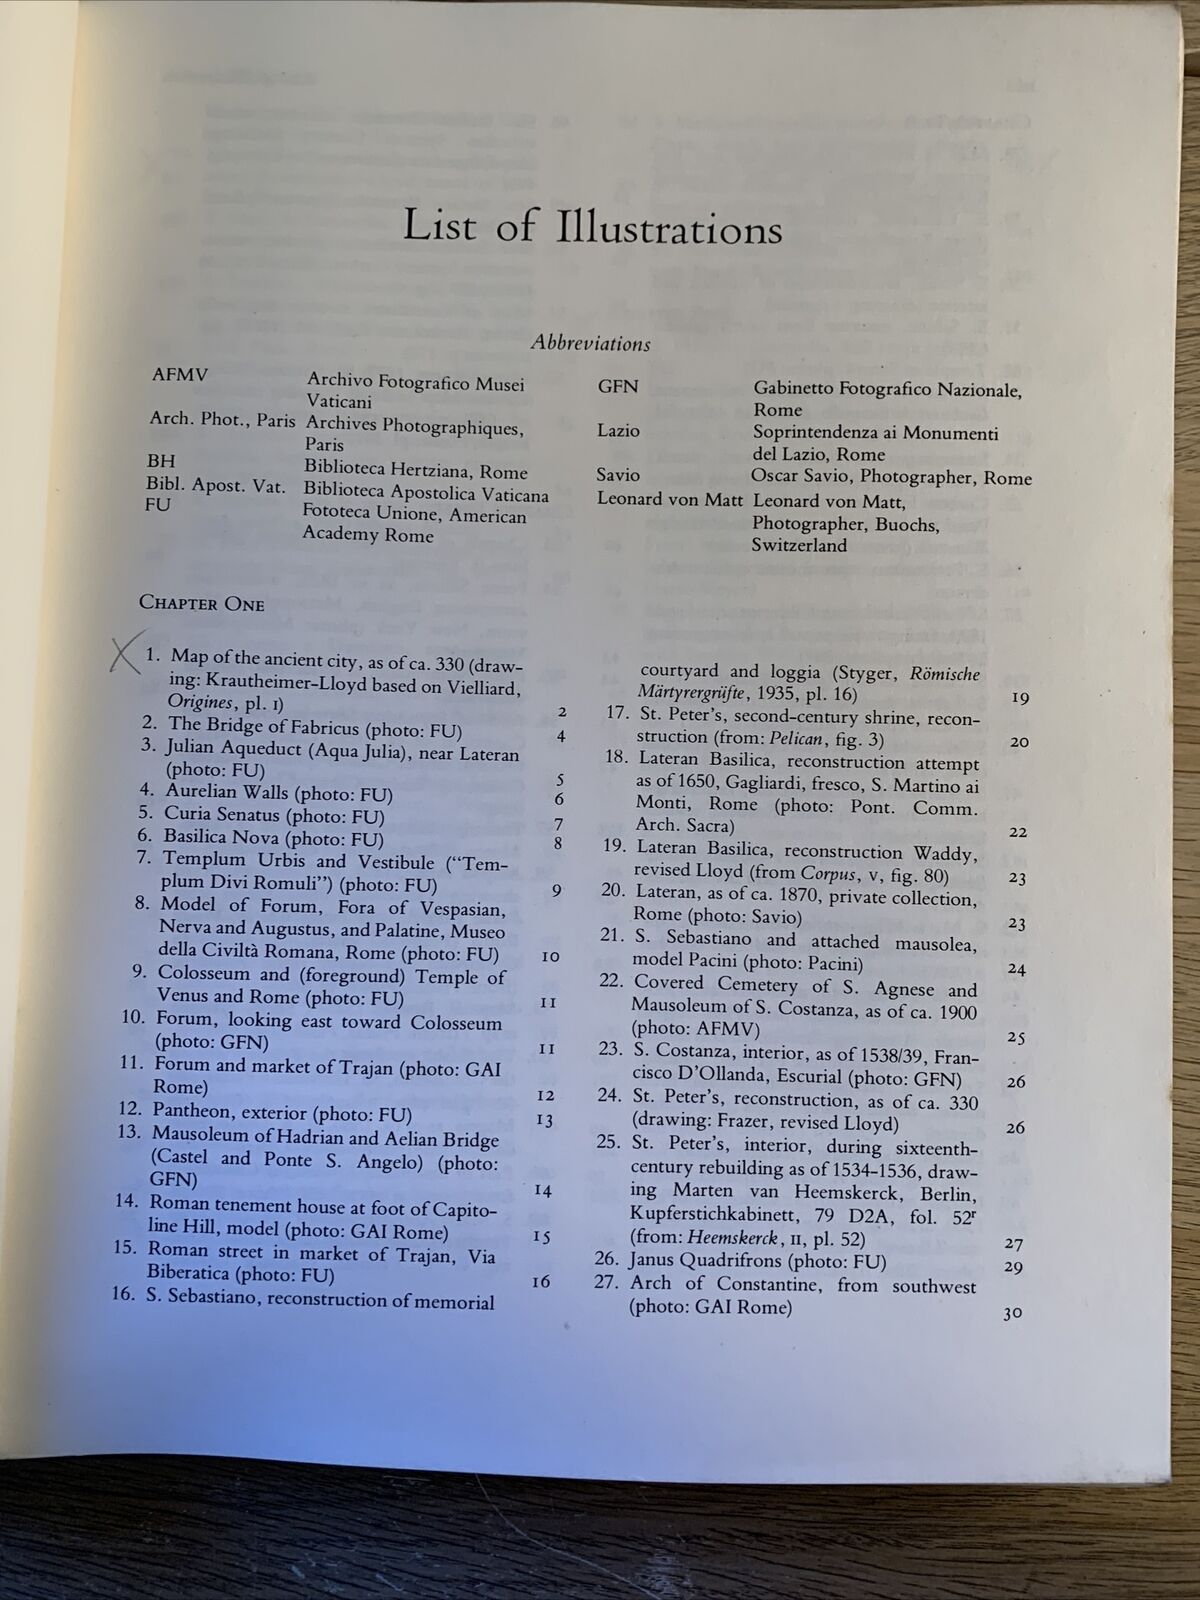 List of Illustrations
Abbreviations
AFMV Archivo Fotografico Musei
Vaticani
Arch. Phot., Paris Archives Photographiques,
Paris
BH Biblioteca Hertziana, Rome
Bibl. Apost. Vat. Biblioteca Apostolica Vaticana
FU Fototeca Unione, American
Academy Rome
GFN Gabinetto Fotografico Nazionale,
Rome
Lazio Soprintendenza ai Monumenti
del Lazio, Rome
Savio Oscar Savio, Photographer, Rome
Leonard von Matt Leonard von Matt,
Photographer, Buochs,
Switzerland
CHAPTER ONE
X 1. Map of the ancient city, as of ca. 330 (draw-
ing: Krautheimer-Lloyd based on Vielliard,
Origines, pl. 1) 2
2. The Bridge of Fabricus (photo: FU) 4
3. Julian Aqueduct (Aqua Julia), near Lateran
(photo: FU) 5
4. Aurelian Walls (photo: FU) 6
5. Curia Senatus (photo: FU) 7
6. Basilica Nova (photo: FU) 8
7. Templum Urbis and Vestibule (“Tem-
plum Divi Romuli”) (photo: FU) 9
8. Model of Forum, Fora of Vespasian,
Nerva and Augustus, and Palatine, Museo
della Civiltà Romana, Rome (photo: FU) 10
9. Colosseum and (foreground) Temple of
Venus and Rome (photo: FU) 11
10. Forum, looking east toward Colosseum
(photo: GFN) 11
11. Forum and market of Trajan (photo: GAI
Rome) 12
12. Pantheon, exterior (photo: FU) 13
13. Mausoleum of Hadrian and Aelian Bridge
(Castel and Ponte S. Angelo) (photo:
GFN) 14
14. Roman tenement house at foot of Capito-
line Hill, model (photo: GAI Rome) 15
15. Roman street in market of Trajan, Via
Biberatica (photo: FU) 16
16. S. Sebastiano, reconstruction of memorial
courtyard and loggia (Styger, Römische
Märtyrergrüfte, 1935, pl. 16) 19
17. St. Peter's, second-century shrine, recon-
struction (from: Pelican, fig. 3) 20
18. Lateran Basilica, reconstruction attempt
as of 1650, Gagliardi, fresco, S. Martino ai
Monti, Rome (photo: Pont. Comm.
Arch. Sacra) 22
19. Lateran Basilica, reconstruction Waddy,
revised Lloyd (from Corpus, v, fig. 80) 23
20. Lateran, as of ca. 1870, private collection,
Rome (photo: Savio) 23
21. S. Sebastiano and attached mausolea,
model Pacini (photo: Pacini) 24
22. Covered Cemetery of S. Agnese and
Mausoleum of S. Costanza, as of ca. 1900
(photo: AFMV) 25
23. S. Costanza, interior, as of 1538/39, Fran-
cisco D'Ollanda, Escurial (photo: GFN) 26
24. St. Peter's, reconstruction, as of ca. 330
(drawing: Frazer, revised Lloyd) 26
25. St. Peter's, interior, during sixteenth-
century rebuilding as of 1534–1536, draw-
ing Marten van Heemskerck, Berlin,
Kupferstichkabinett, 79 D2A, fol. 52r
(from: Heemskerck, II, pl. 52) 27
26. Janus Quadrifrons (photo: FU) 29
27. Arch of Constantine, from southwest
(photo: GAI Rome) 30